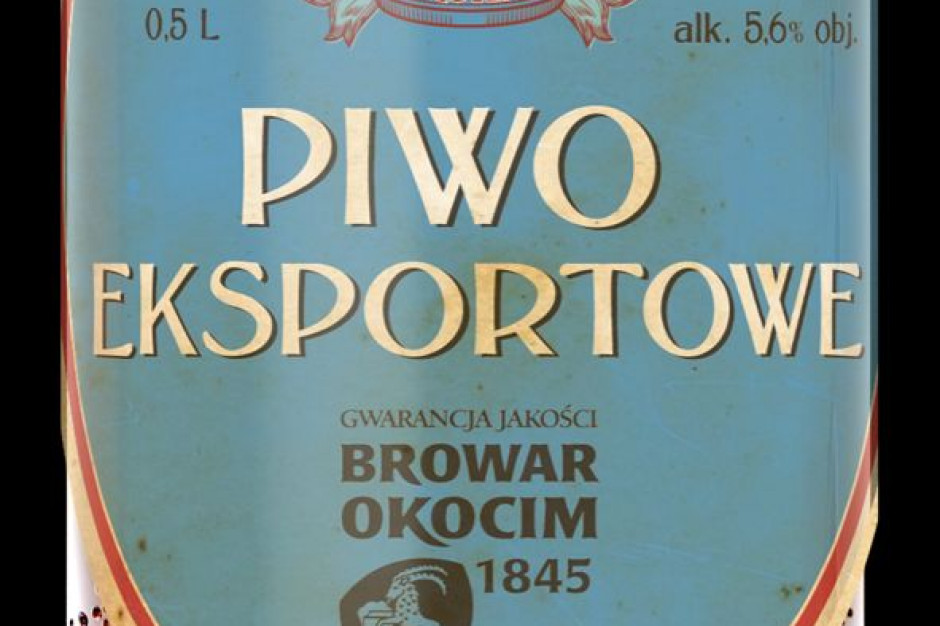 0,5 L alk. 5,6% obj.
PIWO
EKSPORTOWE
GWARANCJA JAKOŚCI
BROWAR
OKOCIM
1845